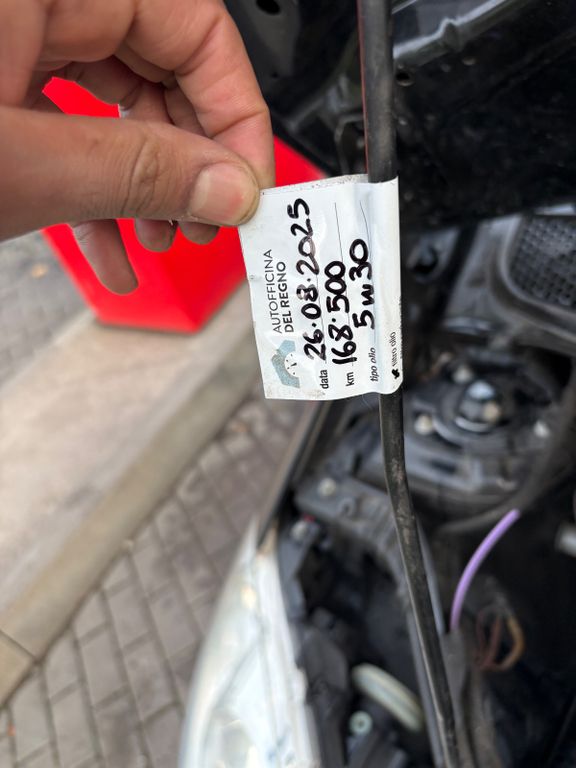 AUTOFFICINA
DEL REGNO
data 26.08.2025
km 168.500
tipo olio 5W30
filtro olio